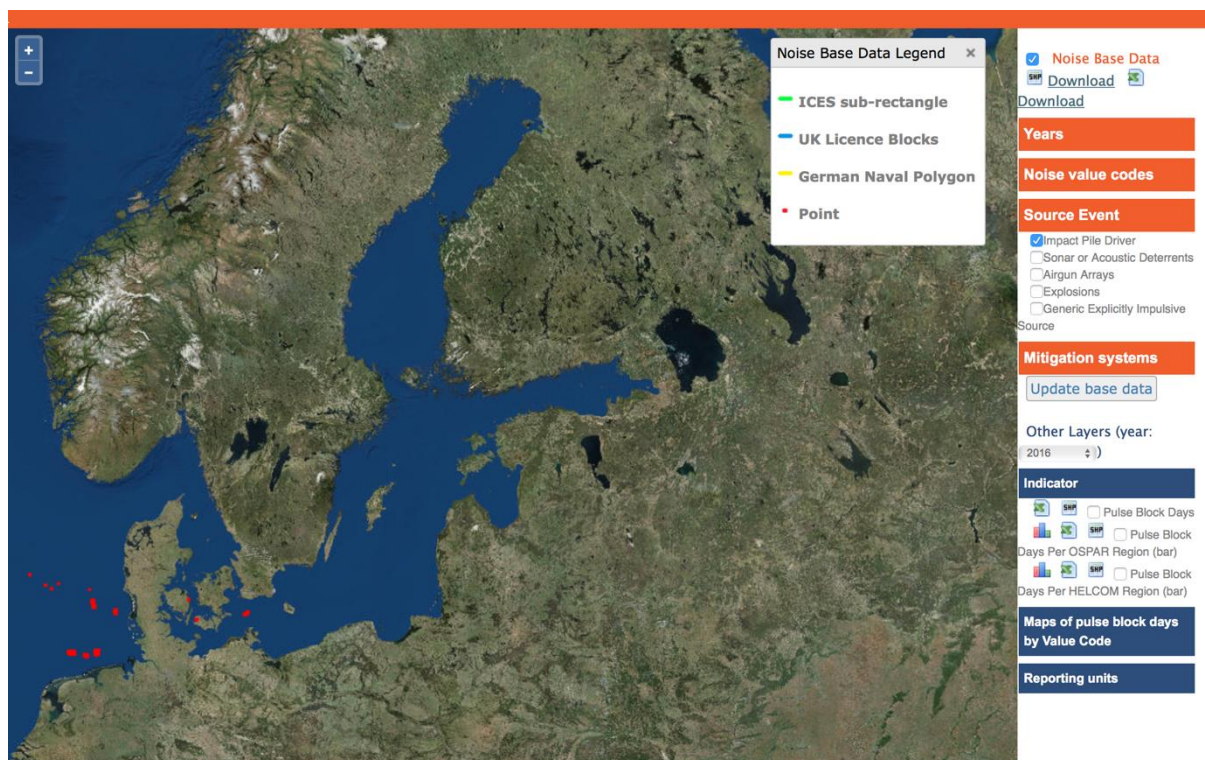 +
−
Noise Base Data Legend ×
ICES sub-rectangle
UK Licence Blocks
German Naval Polygon
Point
Noise Base Data
SHP Download
Download
Years
Noise value codes
Source Event
Impact Pile Driver
Sonar or Acoustic Deterrents
Airgun Arrays
Explosions
Generic Explicitly Impulsive
Source
Mitigation systems
Update base data
Other Layers (year:
2016 )
Indicator
SHP Pulse Block Days
SHP Pulse Block
Days Per OSPAR Region (bar)
SHP Pulse Block
Days Per HELCOM Region (bar)
Maps of pulse block days
by Value Code
Reporting units